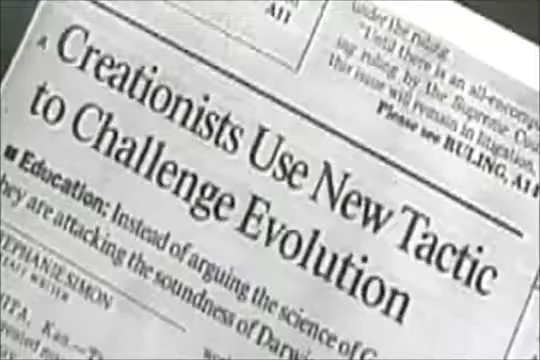 A11
under the ruling.
"Until there is an all-encomp
ing ruling by the Supreme Cou
this issue will remain in litigation,
Please see RULING, A11
A
Creationists Use New Tactic
to Challenge Evolution
■ Education: Instead of arguing the science of
they are attacking the soundness of Darwi
STEPHANIE SIMON
STAFF WRITER
ITA, Kan.—